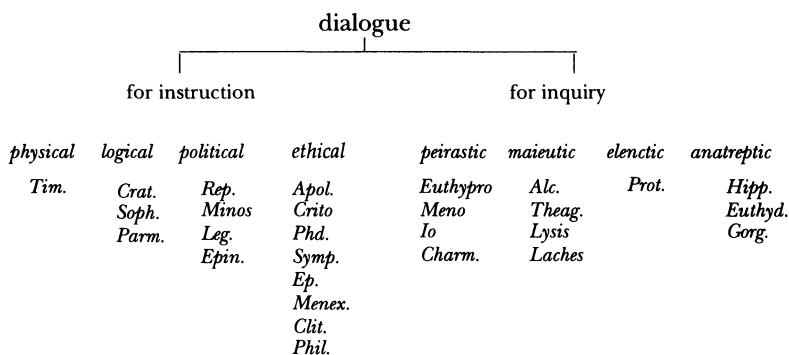 dialogue
for instruction for inquiry
physical logical political ethical peirastic maieutic elenctic anatreptic
Tim. Crat. Rep. Apol. Euthypro Alc. Prot. Hipp.
Soph. Minos Crito Meno Theag. Euthyd.
Parm. Leg. Phd. Io Lysis Gorg.
Epin. Symp. Charm. Laches
Ep.
Menex.
Clit.
Phil.